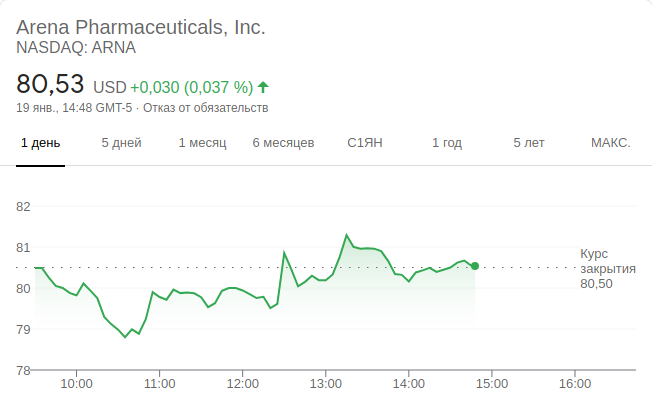 Arena Pharmaceuticals, Inc.
NASDAQ: ARNA
80,53 USD +0,030 (0,037 %)
19 янв., 14:48 GMT-5 · Отказ от обязательств
1 день 5 дней 1 месяц 6 месяцев С1ЯН 1 год 5 лет МАКС.
82
81
80
79
78
Курс
закрытия
80,50
10:00 11:00 12:00 13:00 14:00 15:00 16:00